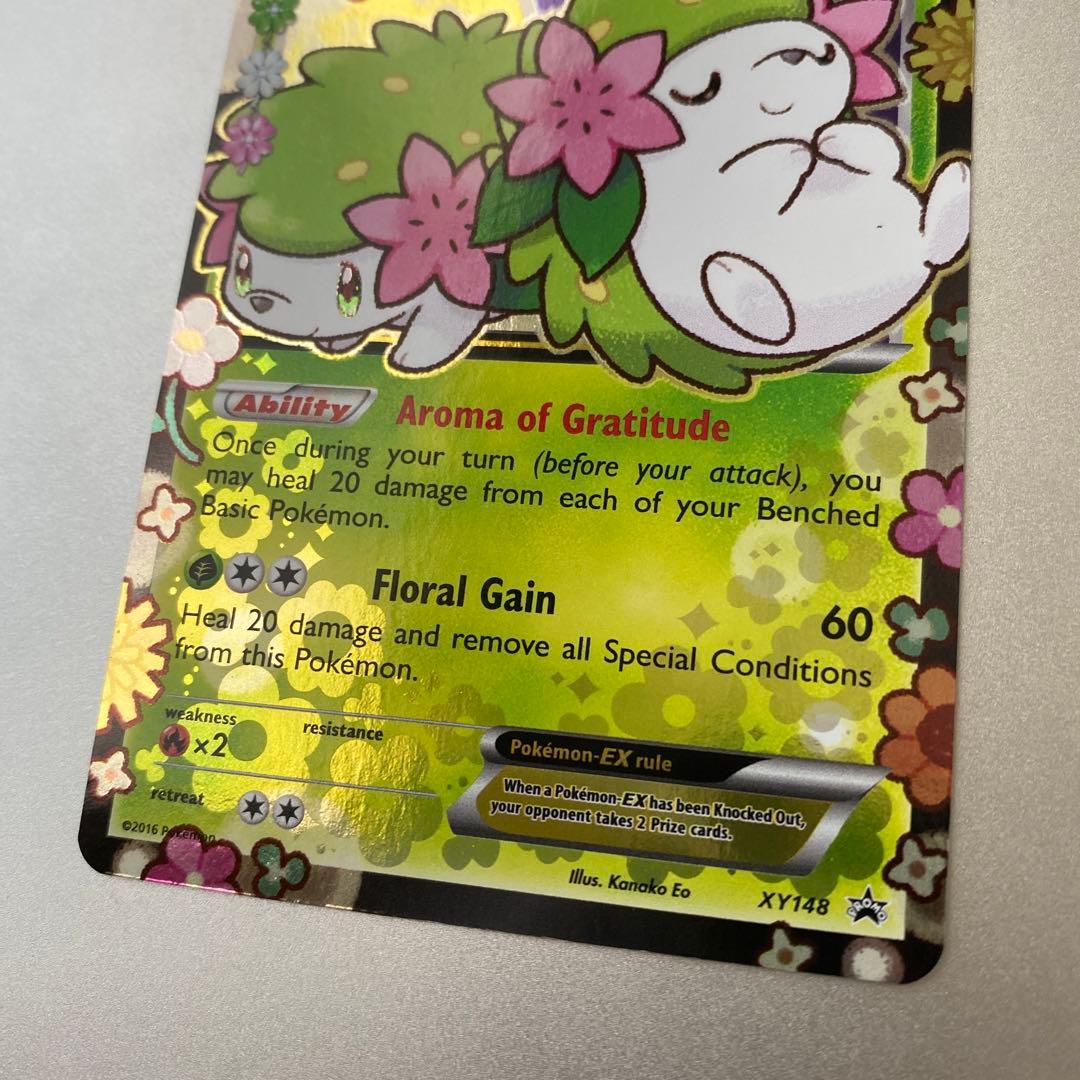 Ability Aroma of Gratitude
Once during your turn (before your attack), you
may heal 20 damage from each of your Benched
Basic Pokémon.
Floral Gain 60
Heal 20 damage and remove all Special Conditions
from this Pokémon.
weakness resistance
x2
retreat
Pokémon-EX rule
When a Pokémon-EX has been Knocked Out,
your opponent takes 2 Prize cards.
©2016 Pokémon
Illus. Kanako Eo
XY148 PROMO